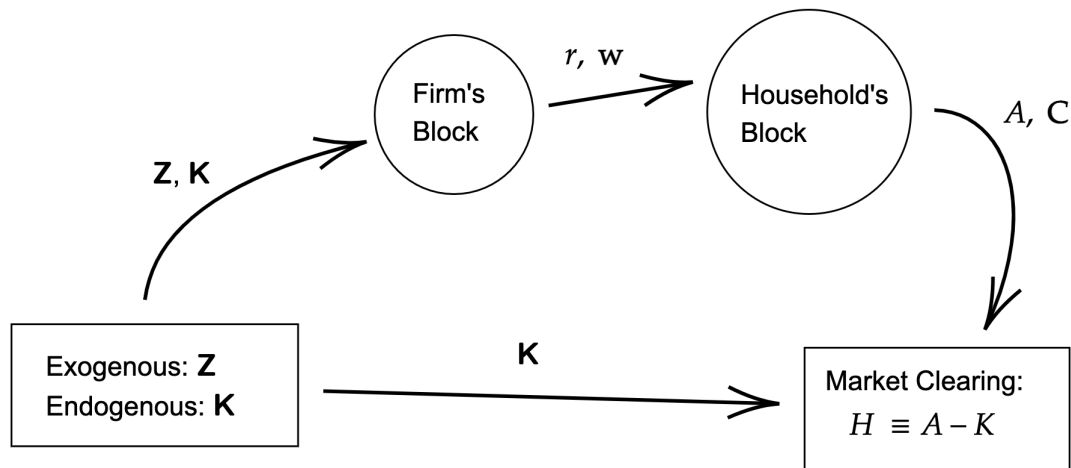 Firm's
Block
r, w
Household's
Block
A, C
Z, K
Exogenous: Z
Endogenous: K
K
Market Clearing:
H ≡ A – K